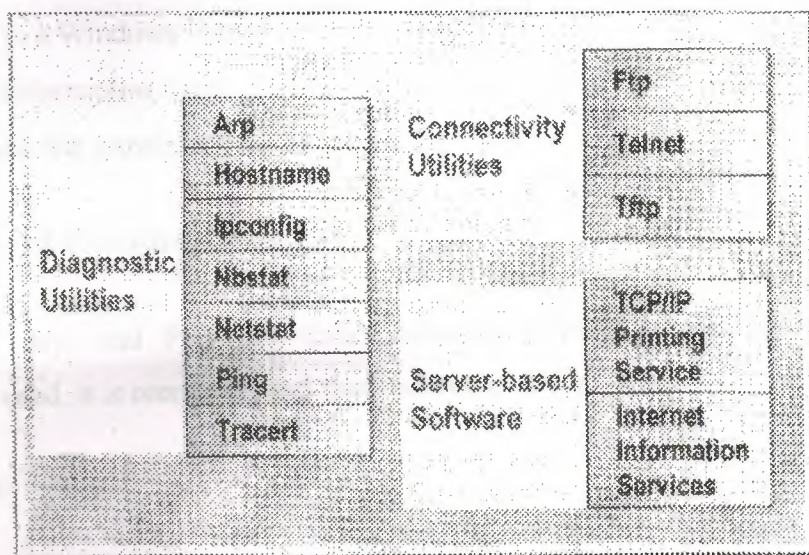 Diagnostic
Utilities
Arp
Hostname
Ipconfig
Nbstat
Netstat
Ping
Tracert
Connectivity
Utilities
Ftp
Telnet
Tftp
Server-based
Software
TCP/IP
Printing
Service
Internet
Information
Services